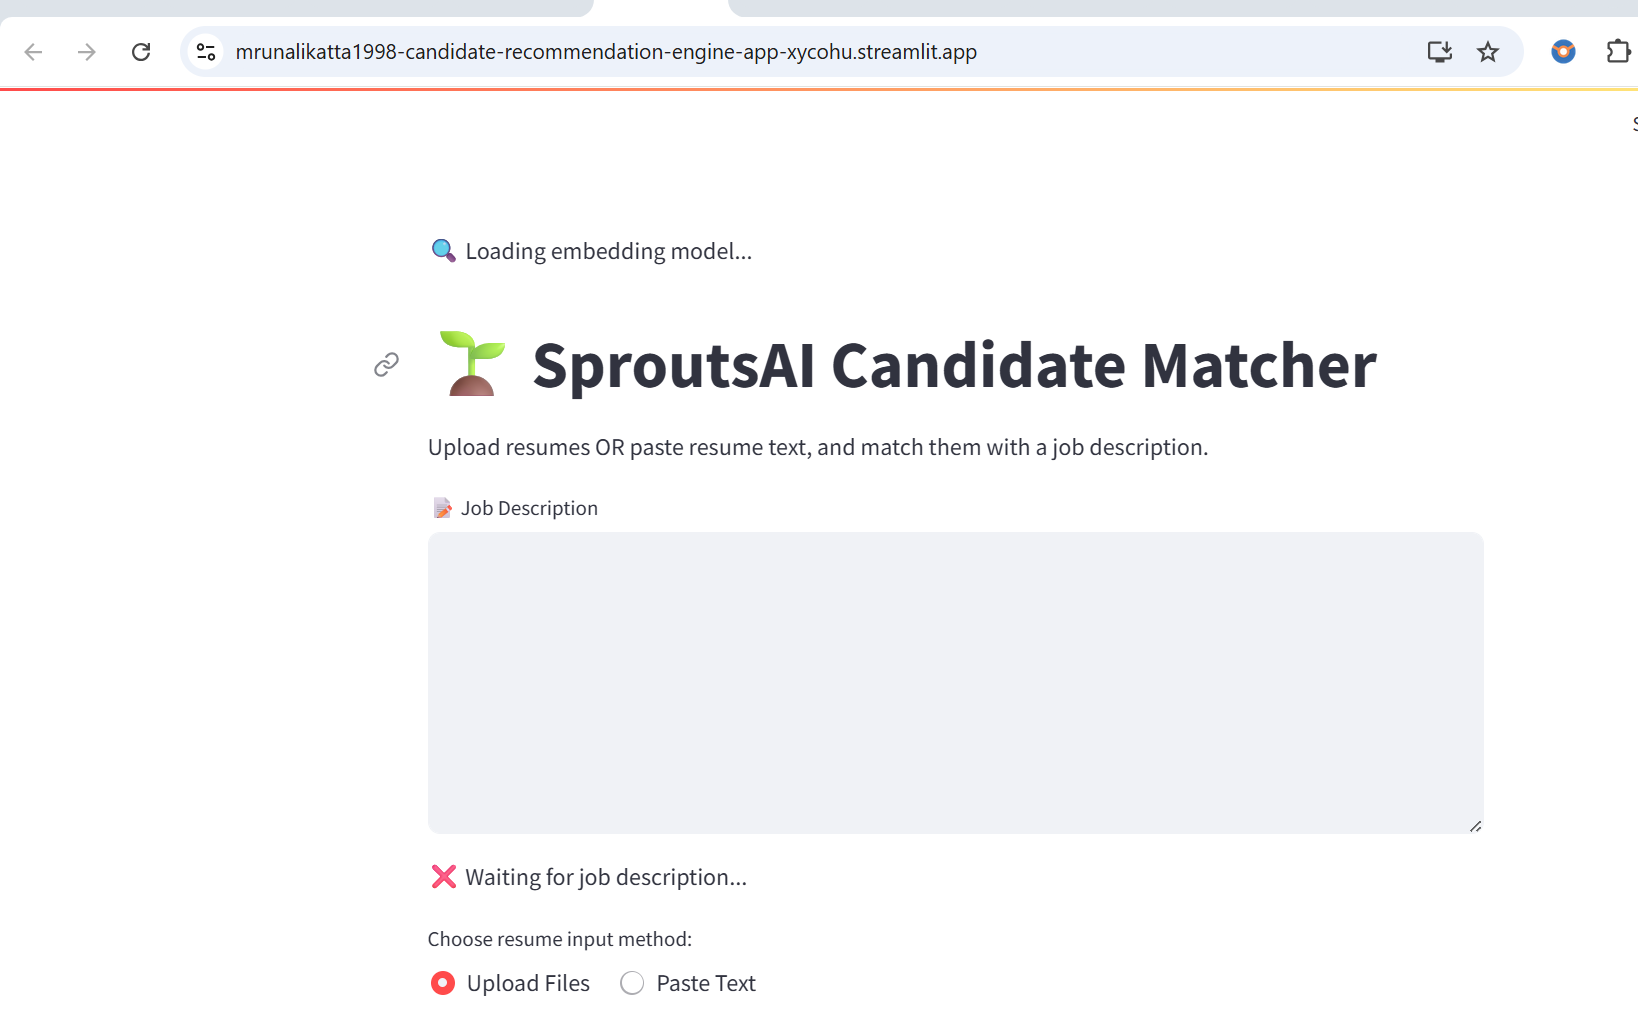 mrunalikatta1998-candidate-recommendation-engine-app-xycohu.streamlit.app
Loading embedding model...
SproutsAI Candidate Matcher
Upload resumes OR paste resume text, and match them with a job description.
Job Description
Waiting for job description...
Choose resume input method:
Upload Files
Paste Text